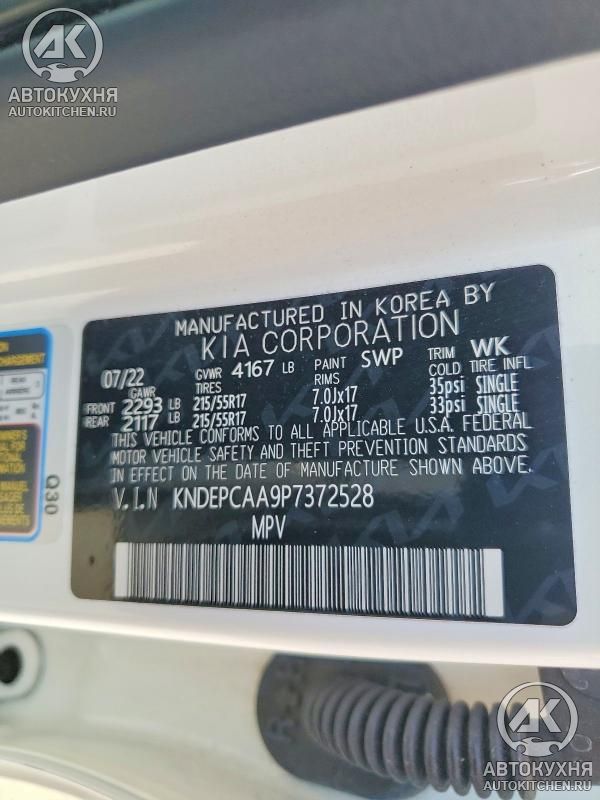 АК
АВТОКУХНЯ
AUTOKITCHEN.RU
MANUFACTURED IN KOREA BY
KIA CORPORATION
07/22 GVWR 4167 LB PAINT SWP TRIM WK
GAWR TIRES RIMS COLD TIRE INFL
FRONT 2293 LB 215/55R17 7.0Jx17 35psi SINGLE
REAR 2117 LB 215/55R17 7.0Jx17 33psi SINGLE
THIS VEHICLE CONFORMS TO ALL APPLICABLE U.S.A. FEDERAL
MOTOR VEHICLE SAFETY AND THEFT PREVENTION STANDARDS
IN EFFECT ON THE DATE OF MANUFACTURE SHOWN ABOVE.
V.I.N KNDEPCAA9P7372528
MPV
Q30
АК
АВТОКУХНЯ
AUTOKITCHEN.RU